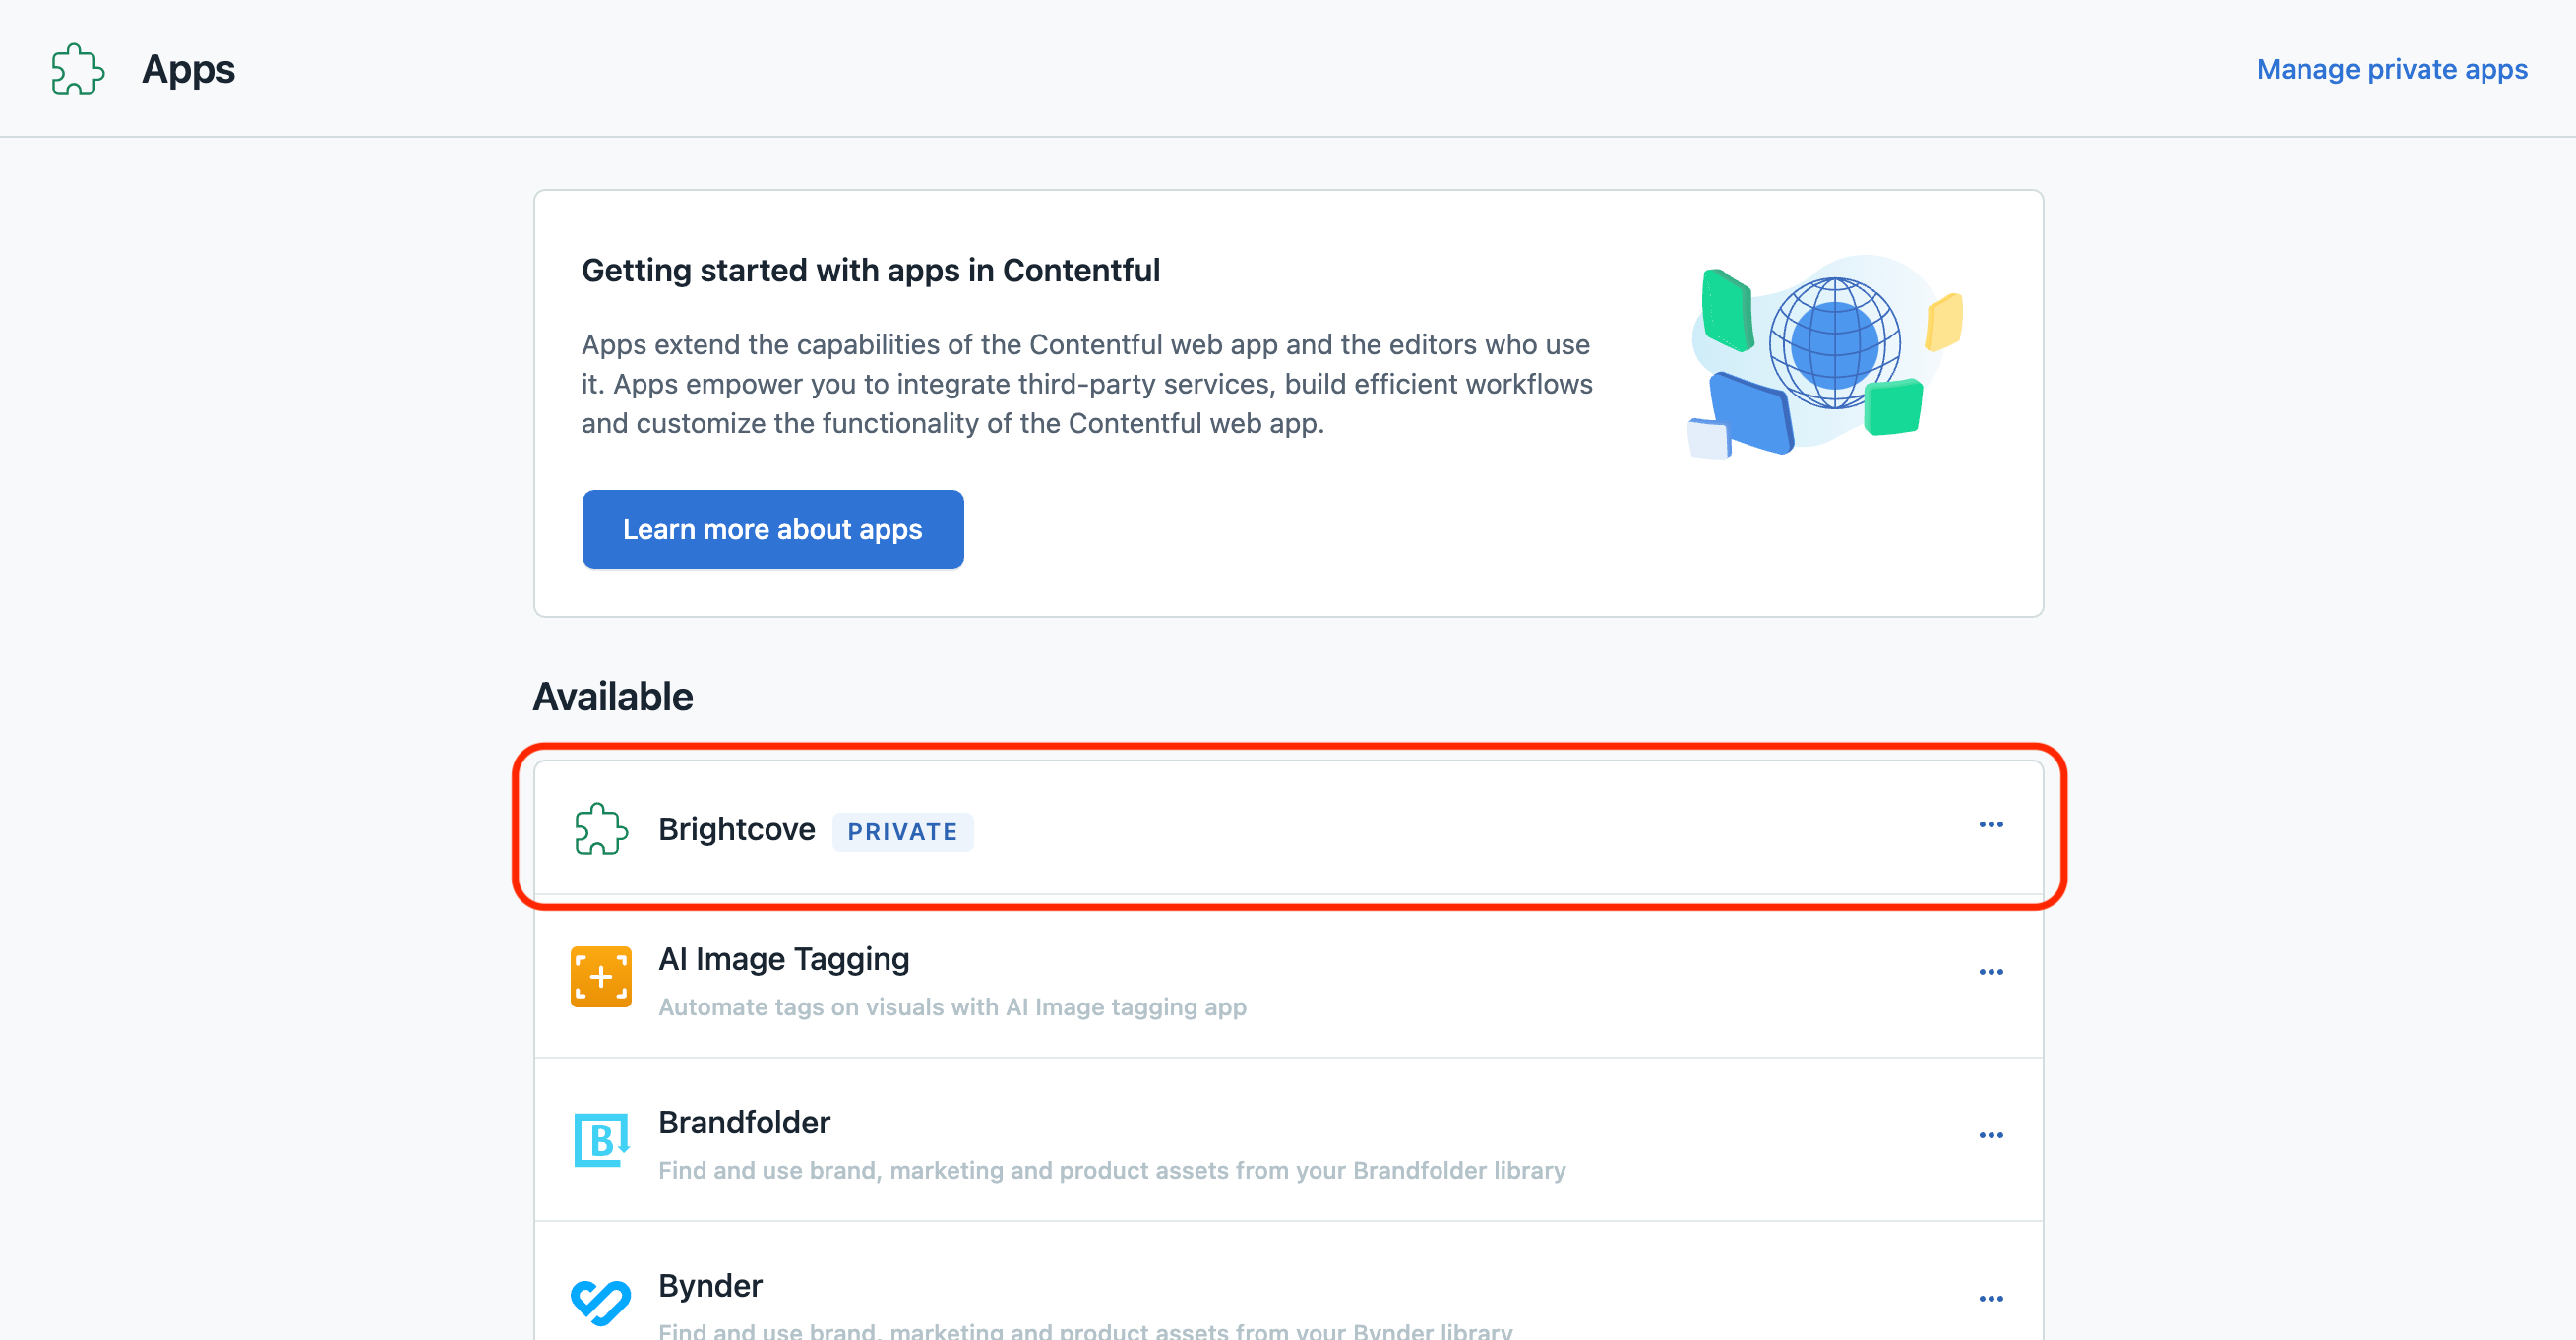 Apps
Manage private apps
Getting started with apps in Contentful
Apps extend the capabilities of the Contentful web app and the editors who use
it. Apps empower you to integrate third-party services, build efficient workflows
and customize the functionality of the Contentful web app.
Learn more about apps
Available
Brightcove PRIVATE
AI Image Tagging
Automate tags on visuals with AI Image tagging app
Brandfolder
Find and use brand, marketing and product assets from your Brandfolder library
Bynder
Find and use brand, marketing and product assets from your Bynder library